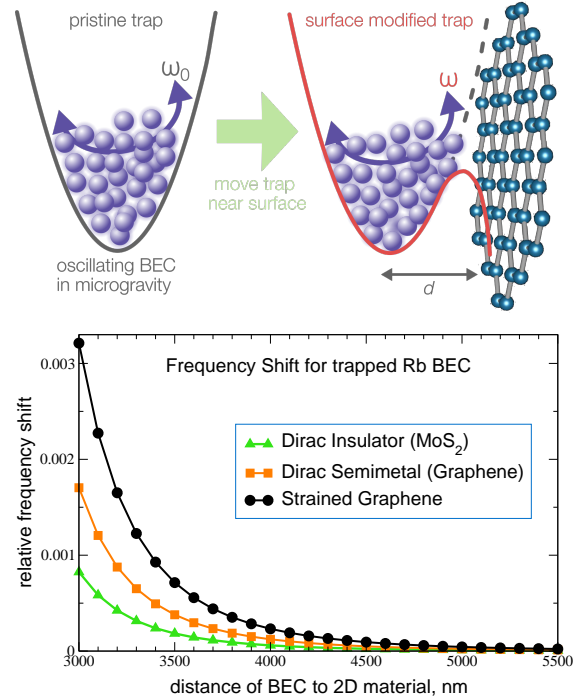 pristine trap
surface modified trap
ω₀
ω
move trap
near surface
oscillating BEC
in microgravity
d
Frequency Shift for trapped Rb BEC
Dirac Insulator (MoS₂)
Dirac Semimetal (Graphene)
Strained Graphene
relative frequency shift
0.003
0.002
0.001
0
3000
3500
4000
4500
5000
5500
distance of BEC to 2D material, nm